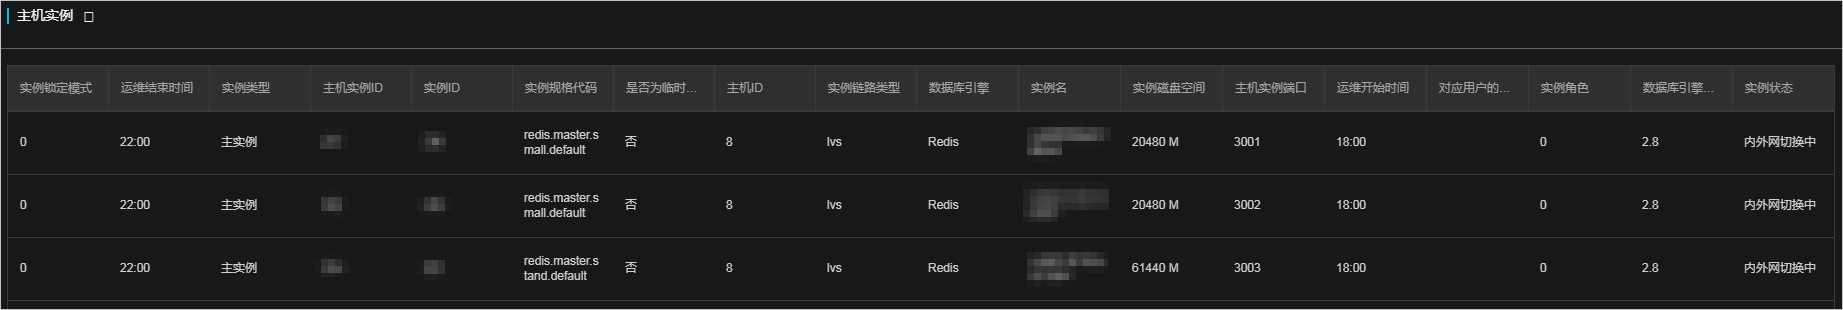 主机实例
实例锁定模式 运维结束时间 实例类型 主机实例ID 实例ID 实例规格代码 是否为临时... 主机ID 实例链路类型 数据库引擎 实例名 实例磁盘空间 主机实例端口 运维开始时间 对应用户的... 实例角色 数据库引擎... 实例状态
0 22:00 主实例 redis.master.s 否 8 lvs Redis 20480 M 3001 18:00 0 2.8 内外网切换中
mall.default
0 22:00 主实例 redis.master.s 否 8 lvs Redis 20480 M 3002 18:00 0 2.8 内外网切换中
mall.default
0 22:00 主实例 redis.master.s 否 8 lvs Redis 61440 M 3003 18:00 0 2.8 内外网切换中
tand.default